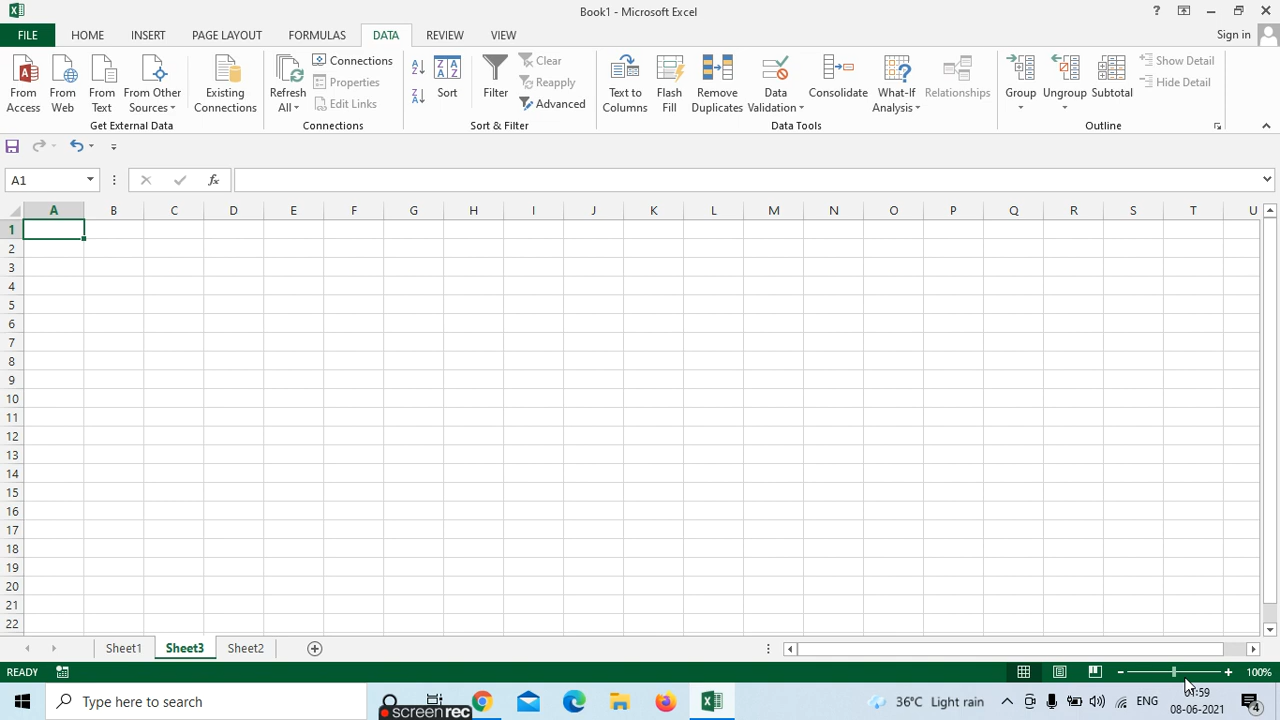 Book1 - Microsoft Excel ?
FILE HOME INSERT PAGE LAYOUT FORMULAS DATA REVIEW VIEW Sign in
From Access
From Web
From Text
From Other Sources
Existing Connections
Get External Data
Refresh All
Connections
Properties
Edit Links
Connections
Sort
Filter
Clear
Reapply
Advanced
Sort & Filter
Text to Columns
Flash Fill
Remove Duplicates
Data Validation
Consolidate
What-If Analysis
Relationships
Data Tools
Group
Ungroup
Subtotal
Show Detail
Hide Detail
Outline
A1 fx
A B C D E F G H I J K L M N O P Q R S T U
1
2
3
4
5
6
7
8
9
10
11
12
13
14
15
16
17
18
19
20
21
22
Sheet1 Sheet3 Sheet2
READY 100%
Type here to search
screenrec
36°C Light rain
ENG
08-06-2021
4